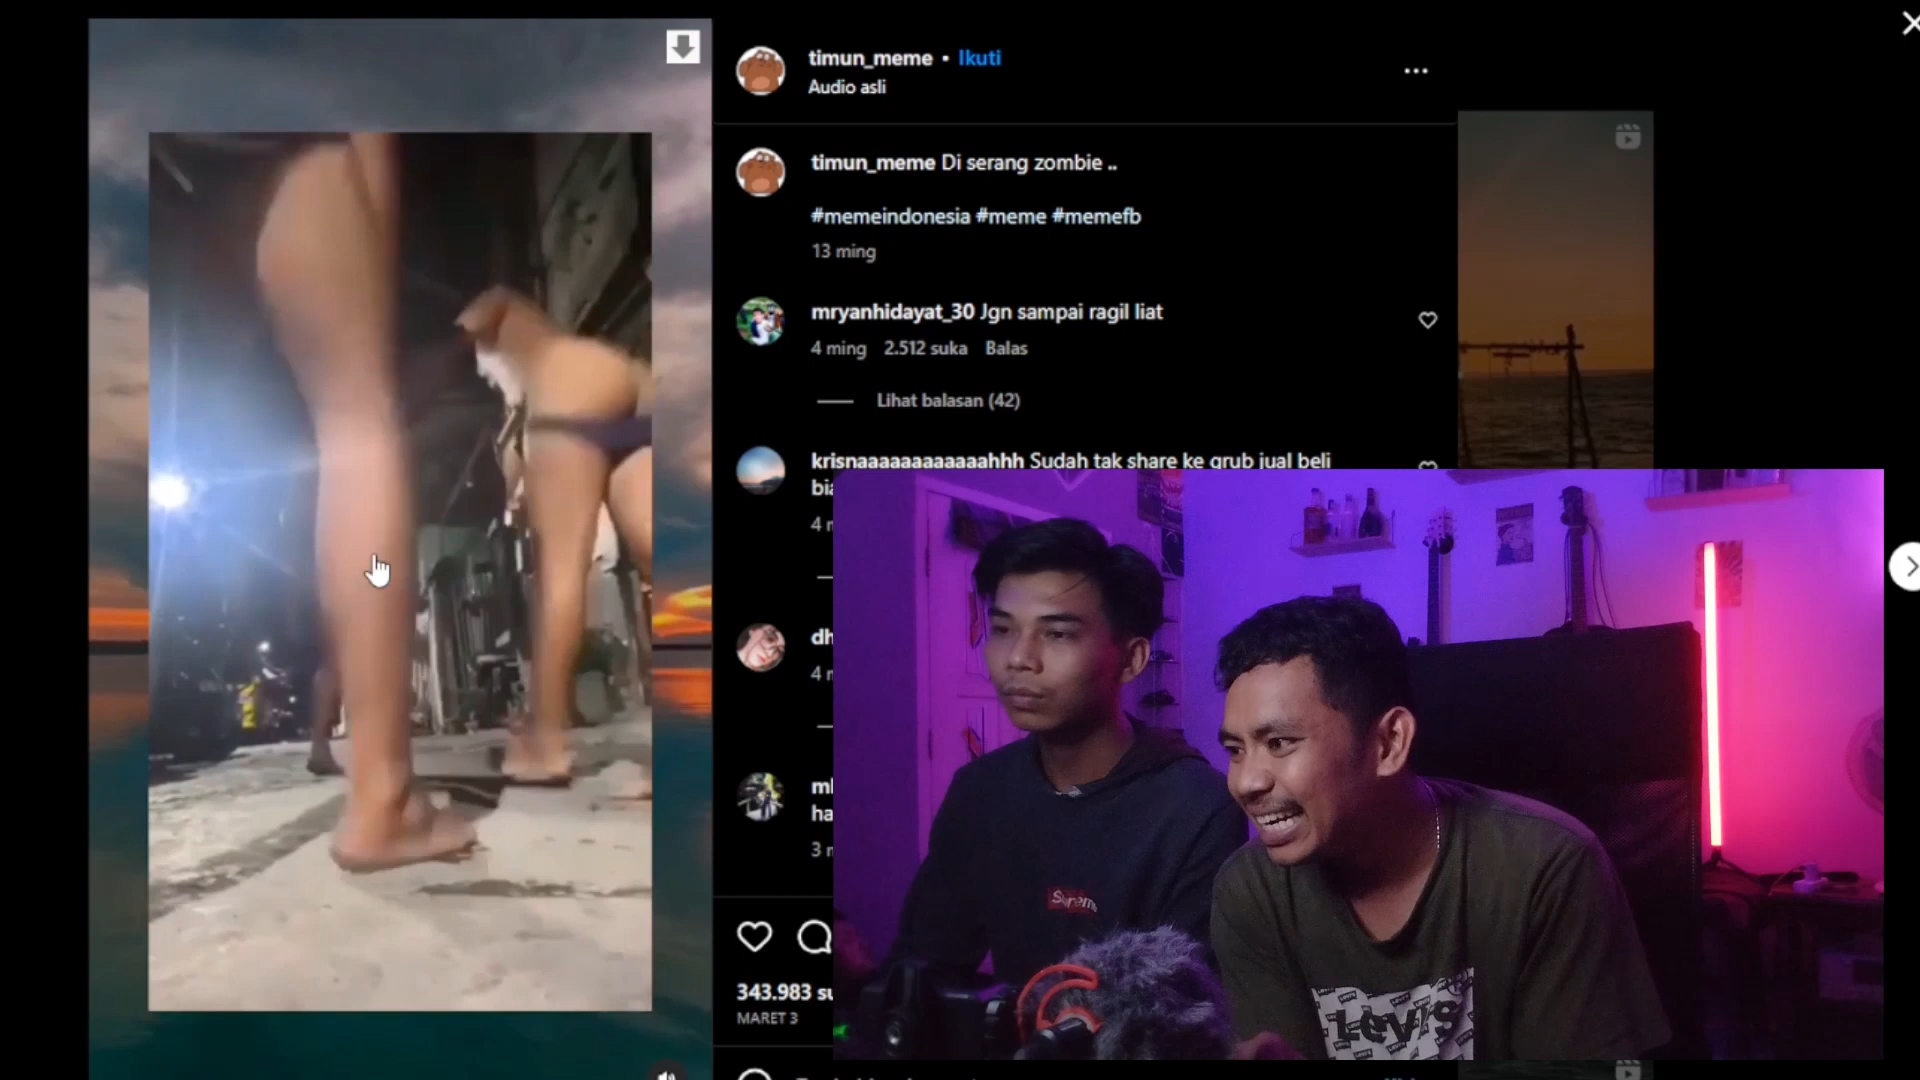 timun_meme • Ikuti
Audio asli
timun_meme Di serang zombie ..
#memeindonesia #meme #memefb
13 ming
mryanhidayat_30 Jgn sampai ragil liat
4 ming 2.512 suka Balas
Lihat balasan (42)
krisnaaaaaaaaaaaahhh Sudah tak share ke grub jual beli
343.983
MARET 3
LEVI'S